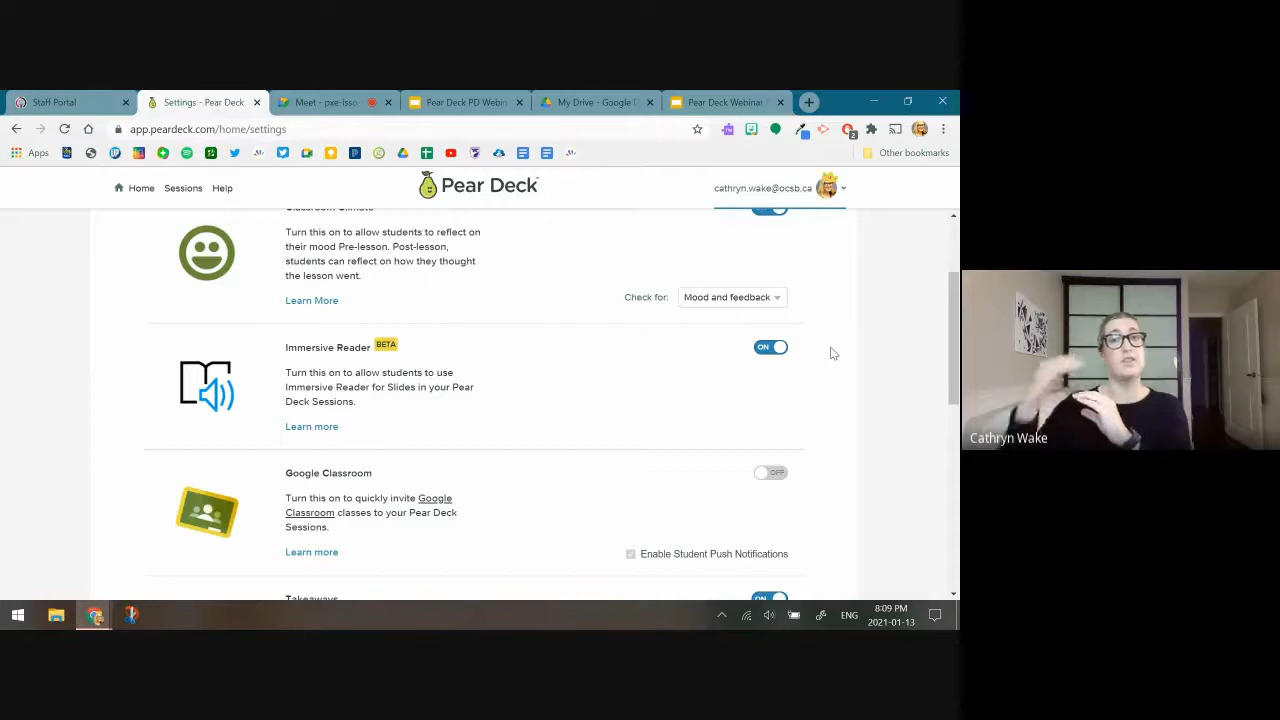 Staff Portal
Settings - Pear Deck
Meet - pxe-isso
Pear Deck PD Webin
My Drive - Google D
Pear Deck Webinar
app.peardeck.com/home/settings
2
Apps
Other bookmarks
Home
Sessions
Help
Pear Deck
cathryn.wake@ocsb.ca
Classroom Climate
Turn this on to allow students to reflect on
their mood Pre-lesson. Post-lesson,
students can reflect on how they thought
the lesson went.
Learn More
Check for:
Mood and feedback
Immersive Reader
BETA
ON
Turn this on to allow students to use
Immersive Reader for Slides in your Pear
Deck Sessions.
Learn more
Google Classroom
OFF
Turn this on to quickly invite Google
Classroom classes to your Pear Deck
Sessions.
Learn more
Enable Student Push Notifications
Takeaways
ON
ENG
8:09 PM
2021-01-13
Cathryn Wake